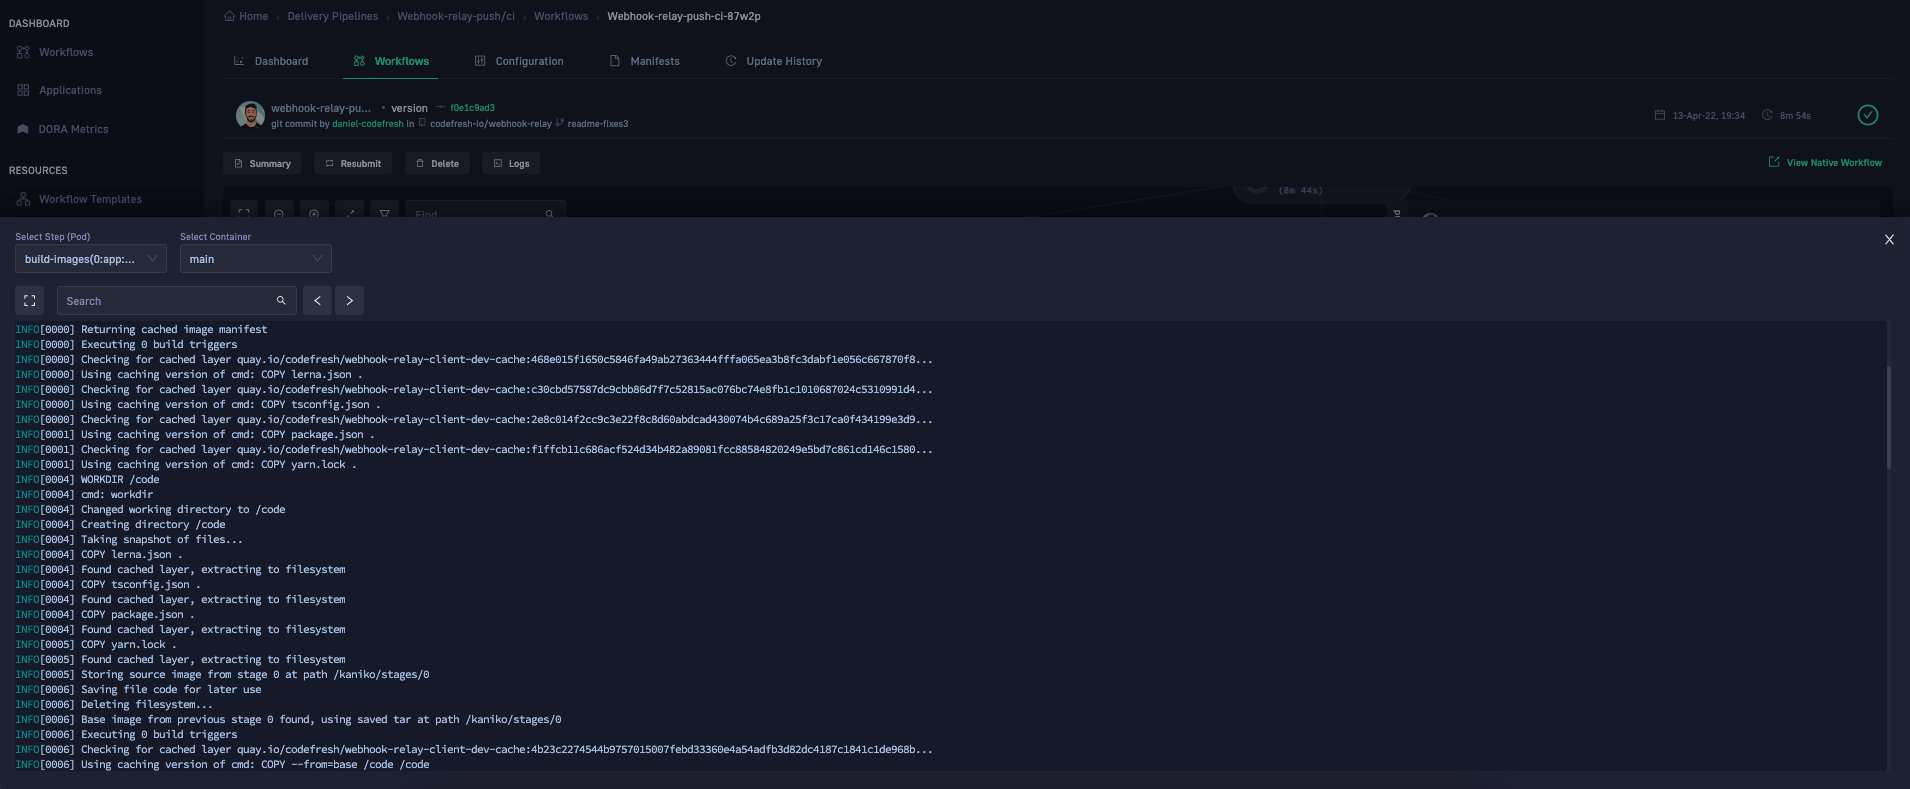 DASHBOARD
Workflows
Applications
DORA Metrics
RESOURCES
Workflow Templates
Home › Delivery Pipelines › Webhook-relay-push/ci › Workflows › Webhook-relay-push-ci-87w2p
Dashboard Workflows Configuration Manifests Update History
webhook-relay-pu... • version f0e1c9ad3
git commit by daniel-codefresh in codefresh-io/webhook-relay readme-fixes3
13-Apr-22, 19:34 8m 54s
Summary Resubmit Delete Logs
View Native Workflow
(8m 44s)
Find
Select Step (Pod) Select Container
build-images(0:app:... main
X
Search
INFO[0000] Returning cached image manifest
INFO[0000] Executing 0 build triggers
INFO[0000] Checking for cached layer quay.io/codefresh/webhook-relay-client-dev-cache:468e015f1650c5846fa49ab27363444fffa065ea3b8fc3dabf1e056c667870f8...
INFO[0000] Using caching version of cmd: COPY lerna.json .
INFO[0000] Checking for cached layer quay.io/codefresh/webhook-relay-client-dev-cache:c30cbd57587dc9cbb86d7f7c52815ac076bc74e8fb1c1010687024c5310991d4...
INFO[0000] Using caching version of cmd: COPY tsconfig.json .
INFO[0000] Checking for cached layer quay.io/codefresh/webhook-relay-client-dev-cache:2e8c014f2cc9c3e22f8c8d60abdcad430074b4c689a25f3c17ca0f434199e3d9...
INFO[0001] Using caching version of cmd: COPY package.json .
INFO[0001] Checking for cached layer quay.io/codefresh/webhook-relay-client-dev-cache:f1ffcb11c686acf524d34b482a89081fcc88584820249e5bd7c861cd146c1580...
INFO[0001] Using caching version of cmd: COPY yarn.lock .
INFO[0004] WORKDIR /code
INFO[0004] cmd: workdir
INFO[0004] Changed working directory to /code
INFO[0004] Creating directory /code
INFO[0004] Taking snapshot of files...
INFO[0004] COPY lerna.json .
INFO[0004] Found cached layer, extracting to filesystem
INFO[0004] COPY tsconfig.json .
INFO[0004] Found cached layer, extracting to filesystem
INFO[0004] COPY package.json .
INFO[0004] Found cached layer, extracting to filesystem
INFO[0005] COPY yarn.lock .
INFO[0005] Found cached layer, extracting to filesystem
INFO[0005] Storing source image from stage 0 at path /kaniko/stages/0
INFO[0006] Saving file code for later use
INFO[0006] Deleting filesystem...
INFO[0006] Base image from previous stage 0 found, using saved tar at path /kaniko/stages/0
INFO[0006] Executing 0 build triggers
INFO[0006] Checking for cached layer quay.io/codefresh/webhook-relay-client-dev-cache:4b23c2274544b9757015007febd33360e4a54adfb3d82dc4187c1841c1de968b...
INFO[0006] Using caching version of cmd: COPY --from=base /code /code